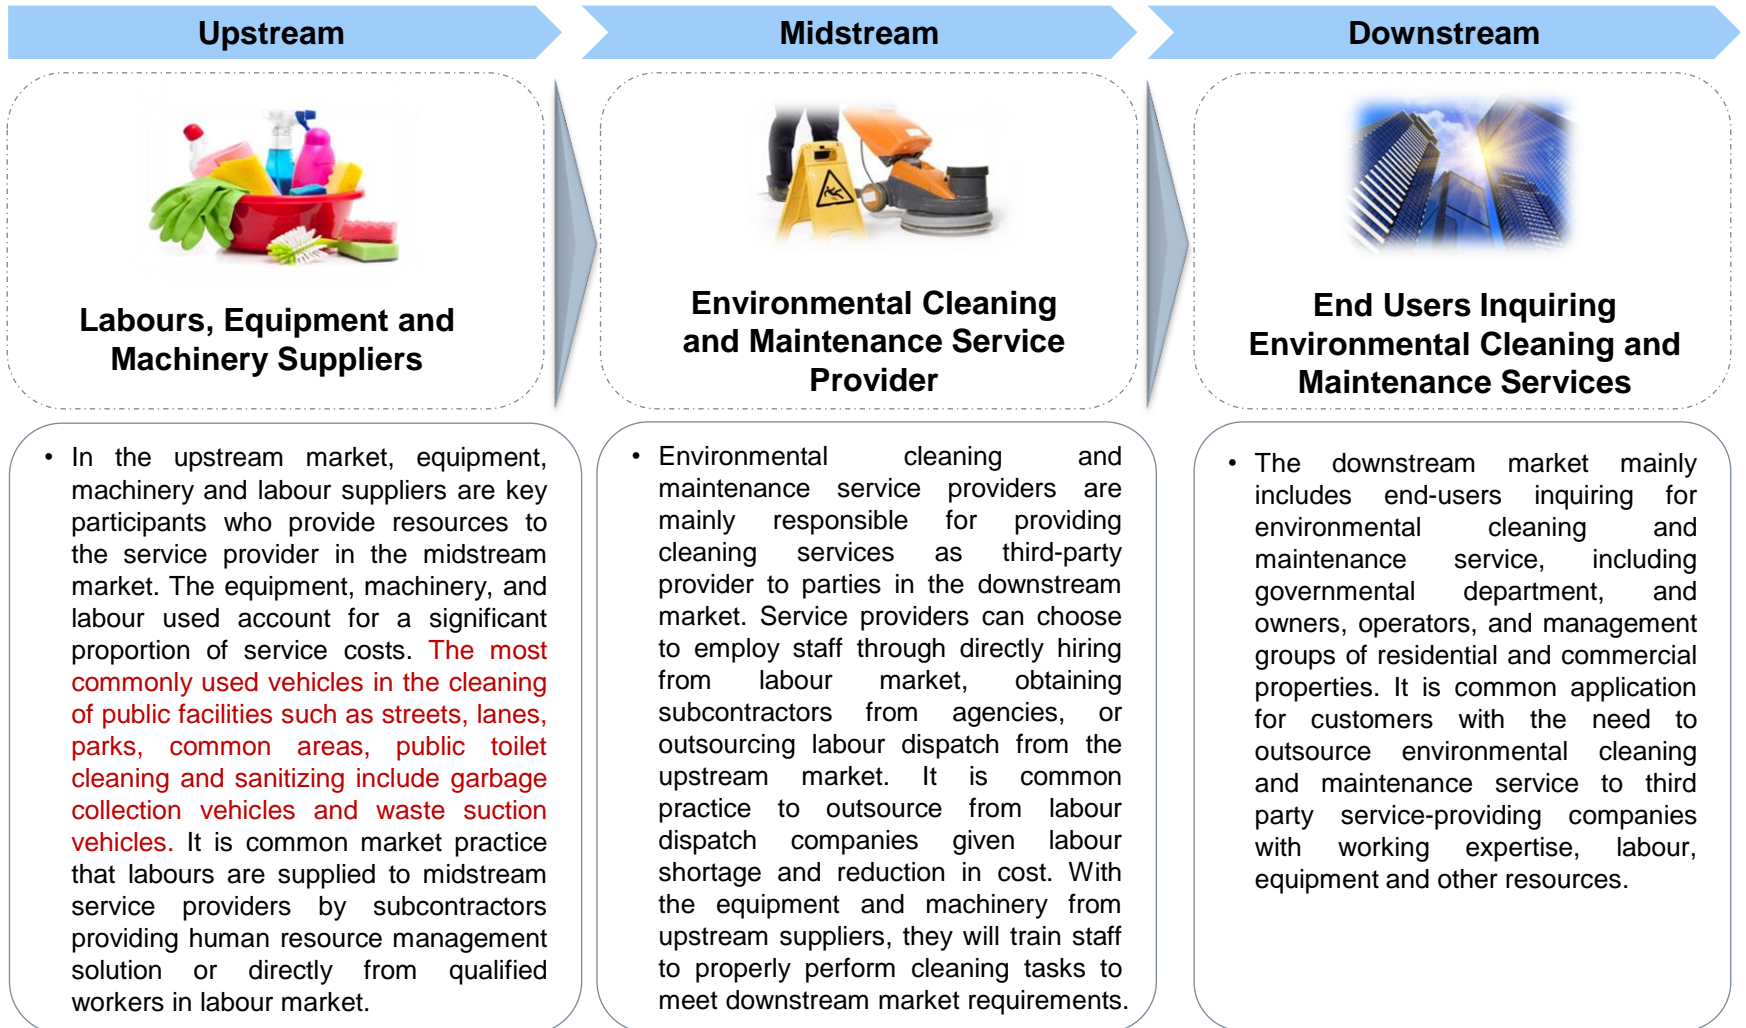 Upstream
Midstream
Downstream
Labours, Equipment and
Machinery Suppliers
Environmental Cleaning
and Maintenance Service
Provider
End Users Inquiring
Environmental Cleaning and
Maintenance Services
• In the upstream market, equipment,
machinery and labour suppliers are key
participants who provide resources to
the service provider in the midstream
market. The equipment, machinery, and
labour used account for a significant
proportion of service costs. The most
commonly used vehicles in the cleaning
of public facilities such as streets, lanes,
parks, common areas, public toilet
cleaning and sanitizing include garbage
collection vehicles and waste suction
vehicles. It is common market practice
that labours are supplied to midstream
service providers by subcontractors
providing human resource management
solution or directly from qualified
workers in labour market.
• Environmental cleaning and
maintenance service providers are
mainly responsible for providing
cleaning services as third-party
provider to parties in the downstream
market. Service providers can choose
to employ staff through directly hiring
from labour market, obtaining
subcontractors from agencies, or
outsourcing labour dispatch from the
upstream market. It is common
practice to outsource from labour
dispatch companies given labour
shortage and reduction in cost. With
the equipment and machinery from
upstream suppliers, they will train staff
to properly perform cleaning tasks to
meet downstream market requirements.
• The downstream market mainly
includes end-users inquiring for
environmental cleaning and
maintenance service, including
governmental department, and
owners, operators, and management
groups of residential and commercial
properties. It is common application
for customers with the need to
outsource environmental cleaning
and maintenance service to third
party service-providing companies
with working expertise, labour,
equipment and other resources.